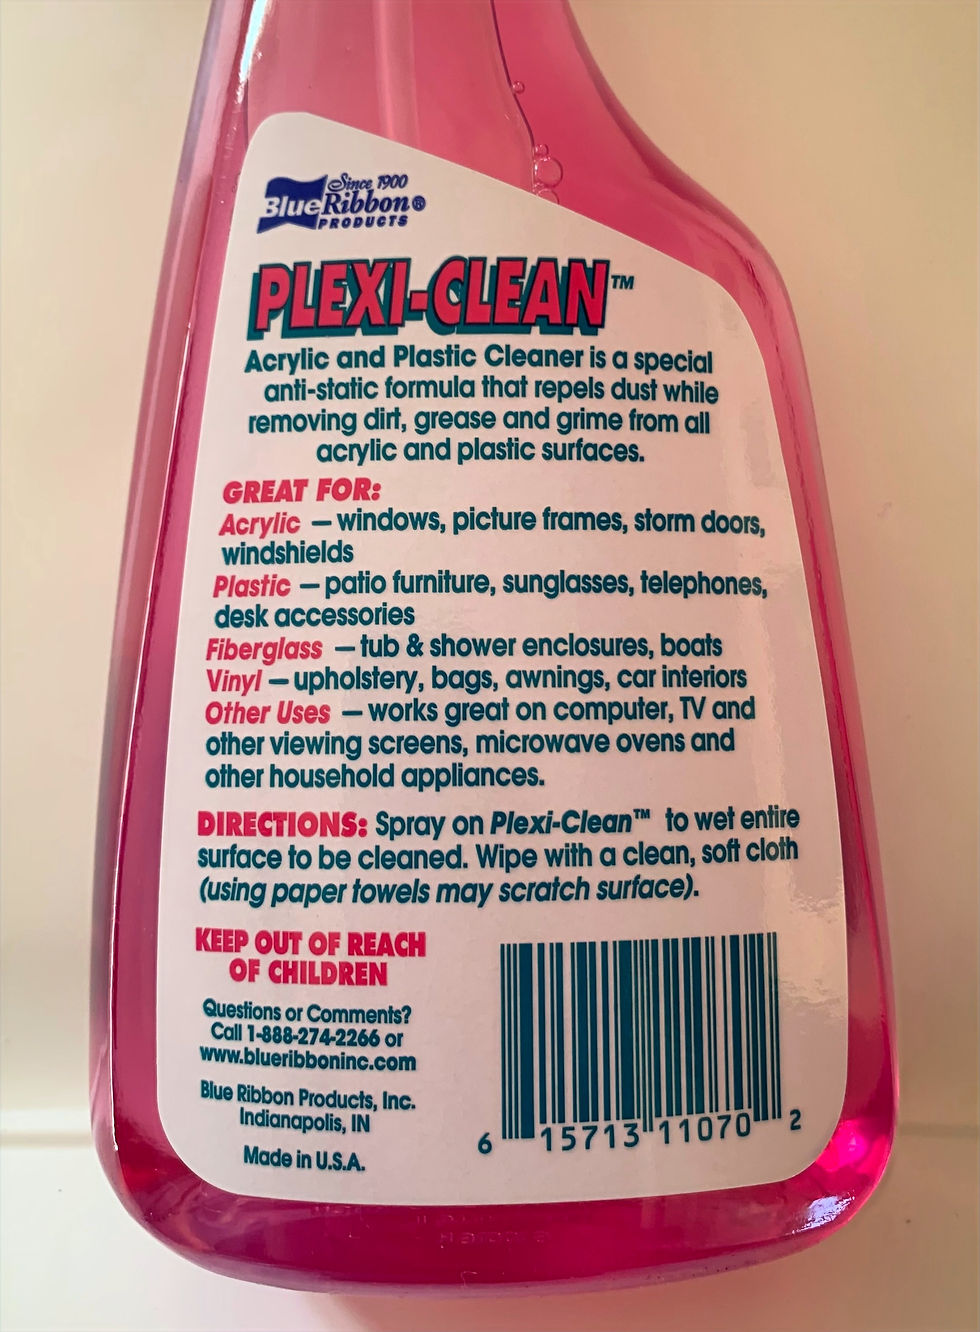 Since 1900
BlueRibbon®
PRODUCTS
PLEXI-CLEAN™
Acrylic and Plastic Cleaner is a special
anti-static formula that repels dust while
removing dirt, grease and grime from all
acrylic and plastic surfaces.
GREAT FOR:
Acrylic — windows, picture frames, storm doors,
windshields
Plastic — patio furniture, sunglasses, telephones,
desk accessories
Fiberglass — tub & shower enclosures, boats
Vinyl — upholstery, bags, awnings, car interiors
Other Uses — works great on computer, TV and
other viewing screens, microwave ovens and
other household appliances.
DIRECTIONS: Spray on Plexi-Clean™ to wet entire
surface to be cleaned. Wipe with a clean, soft cloth
(using paper towels may scratch surface).
KEEP OUT OF REACH
OF CHILDREN
Questions or Comments?
Call 1-888-274-2266 or
www.blueribboninc.com
Blue Ribbon Products, Inc.
Indianapolis, IN
Made in U.S.A.
6 15713 11070 2